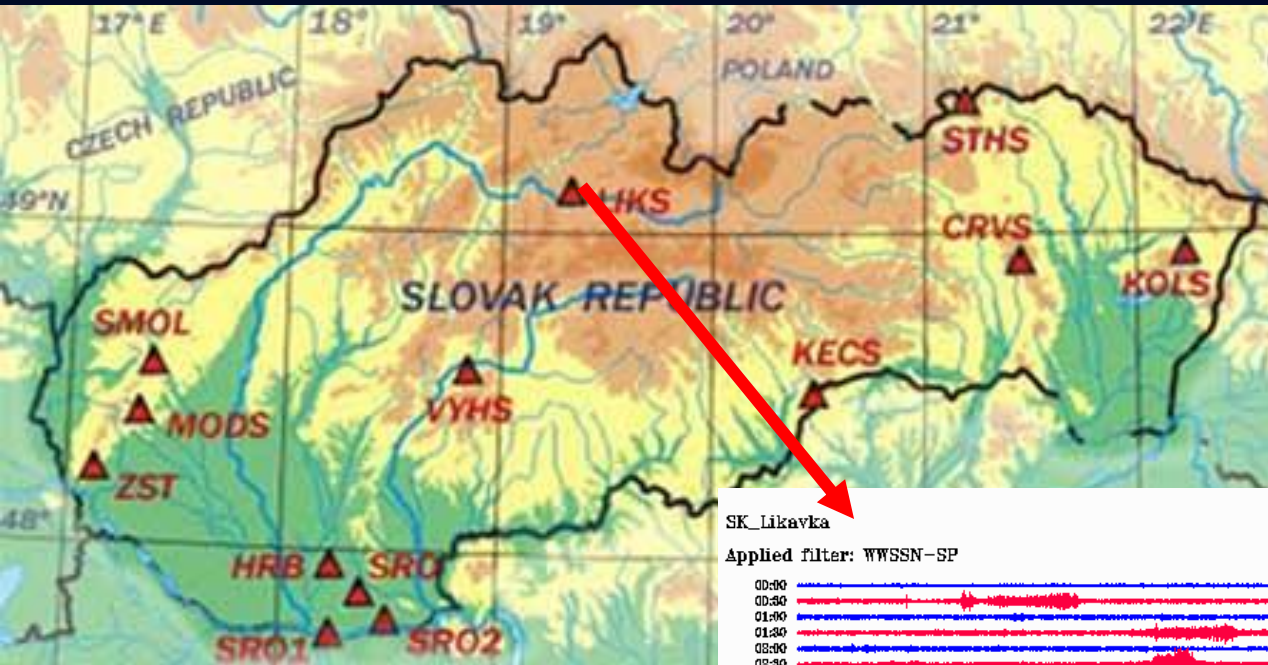 17° E 18° 19° 20° 21° 22° E
POLAND
CZECH REPUBLIC
STHS
49°N
LIKS
CRVS
KOLS
SLOVAK REPUBLIC
SMOL
KECS
VYHS
MODS
ZST
48°
SK_Likavka
Applied filter: WWSSN-SP
HRB SRO
SRO1 SRO2
00:00
00:30
01:00
01:30